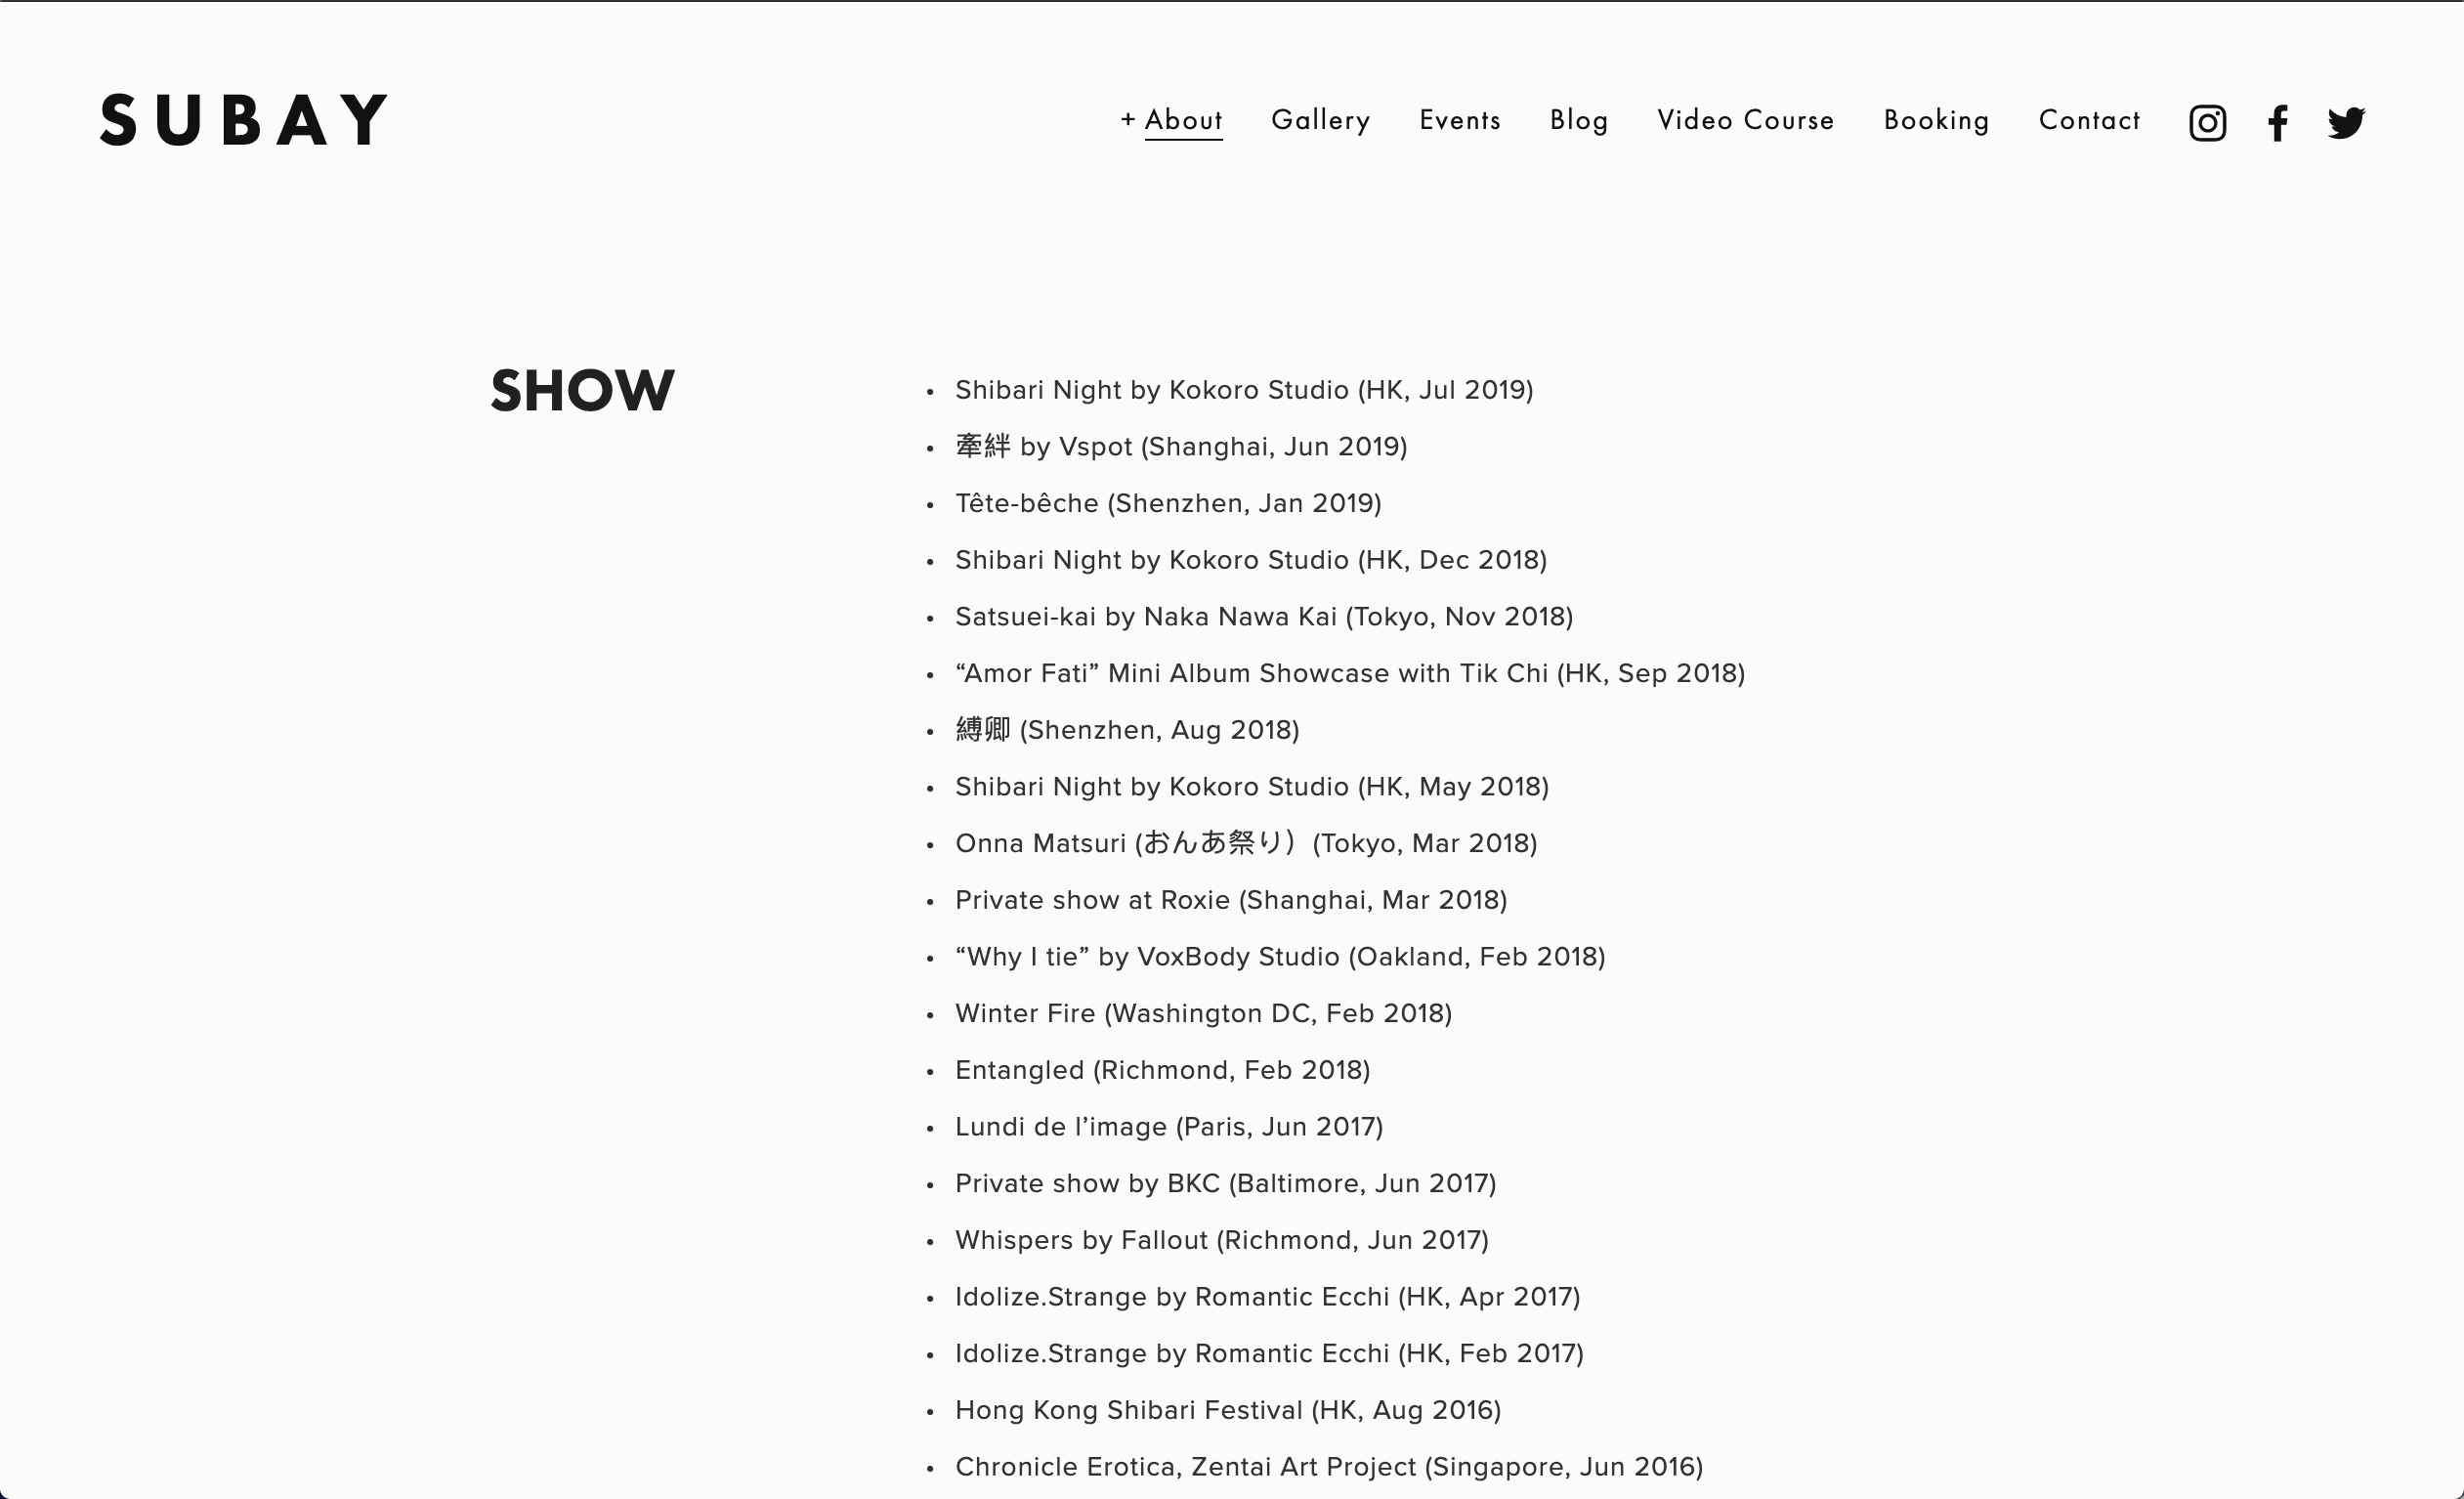 SUBAY
+ About Gallery Events Blog Video Course Booking Contact
SHOW
• Shibari Night by Kokoro Studio (HK, Jul 2019)
• 牽絆 by Vspot (Shanghai, Jun 2019)
• Tête-bêche (Shenzhen, Jan 2019)
• Shibari Night by Kokoro Studio (HK, Dec 2018)
• Satsuei-kai by Naka Nawa Kai (Tokyo, Nov 2018)
• “Amor Fati” Mini Album Showcase with Tik Chi (HK, Sep 2018)
• 縛卿 (Shenzhen, Aug 2018)
• Shibari Night by Kokoro Studio (HK, May 2018)
• Onna Matsuri (おんあ祭り）(Tokyo, Mar 2018)
• Private show at Roxie (Shanghai, Mar 2018)
• “Why I tie” by VoxBody Studio (Oakland, Feb 2018)
• Winter Fire (Washington DC, Feb 2018)
• Entangled (Richmond, Feb 2018)
• Lundi de l’image (Paris, Jun 2017)
• Private show by BKC (Baltimore, Jun 2017)
• Whispers by Fallout (Richmond, Jun 2017)
• Idolize.Strange by Romantic Ecchi (HK, Apr 2017)
• Idolize.Strange by Romantic Ecchi (HK, Feb 2017)
• Hong Kong Shibari Festival (HK, Aug 2016)
• Chronicle Erotica, Zentai Art Project (Singapore, Jun 2016)